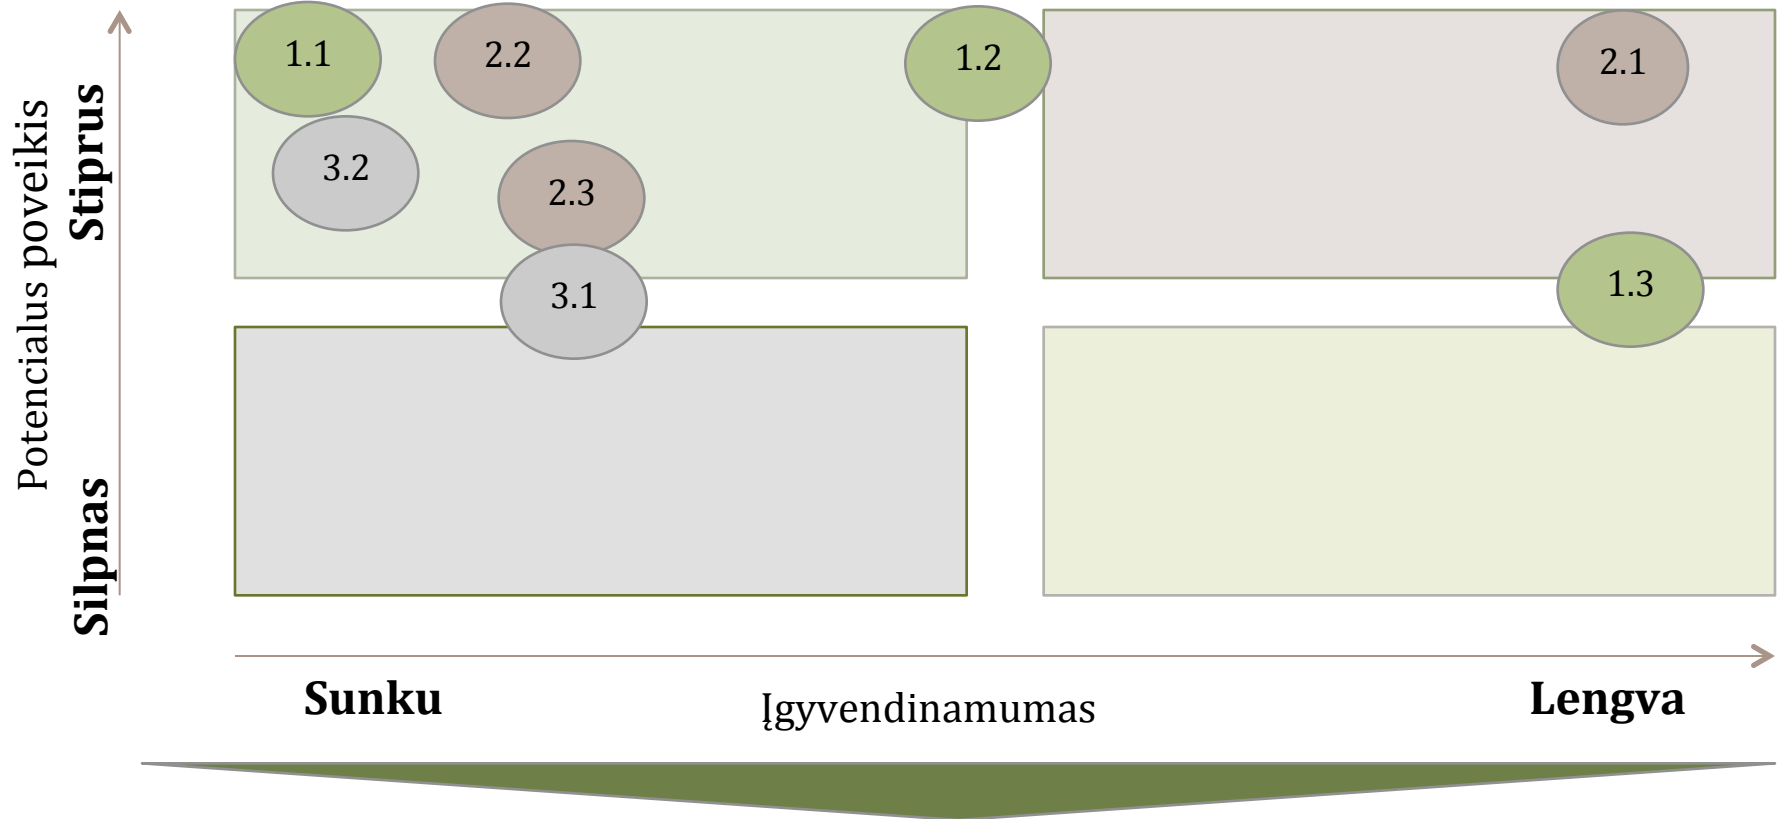 Potencialus poveikis
Stiprus
Silpnas
1.1
2.2
1.2
2.1
3.2
2.3
3.1
1.3
Sunku
Įgyvendinamumas
Lengva